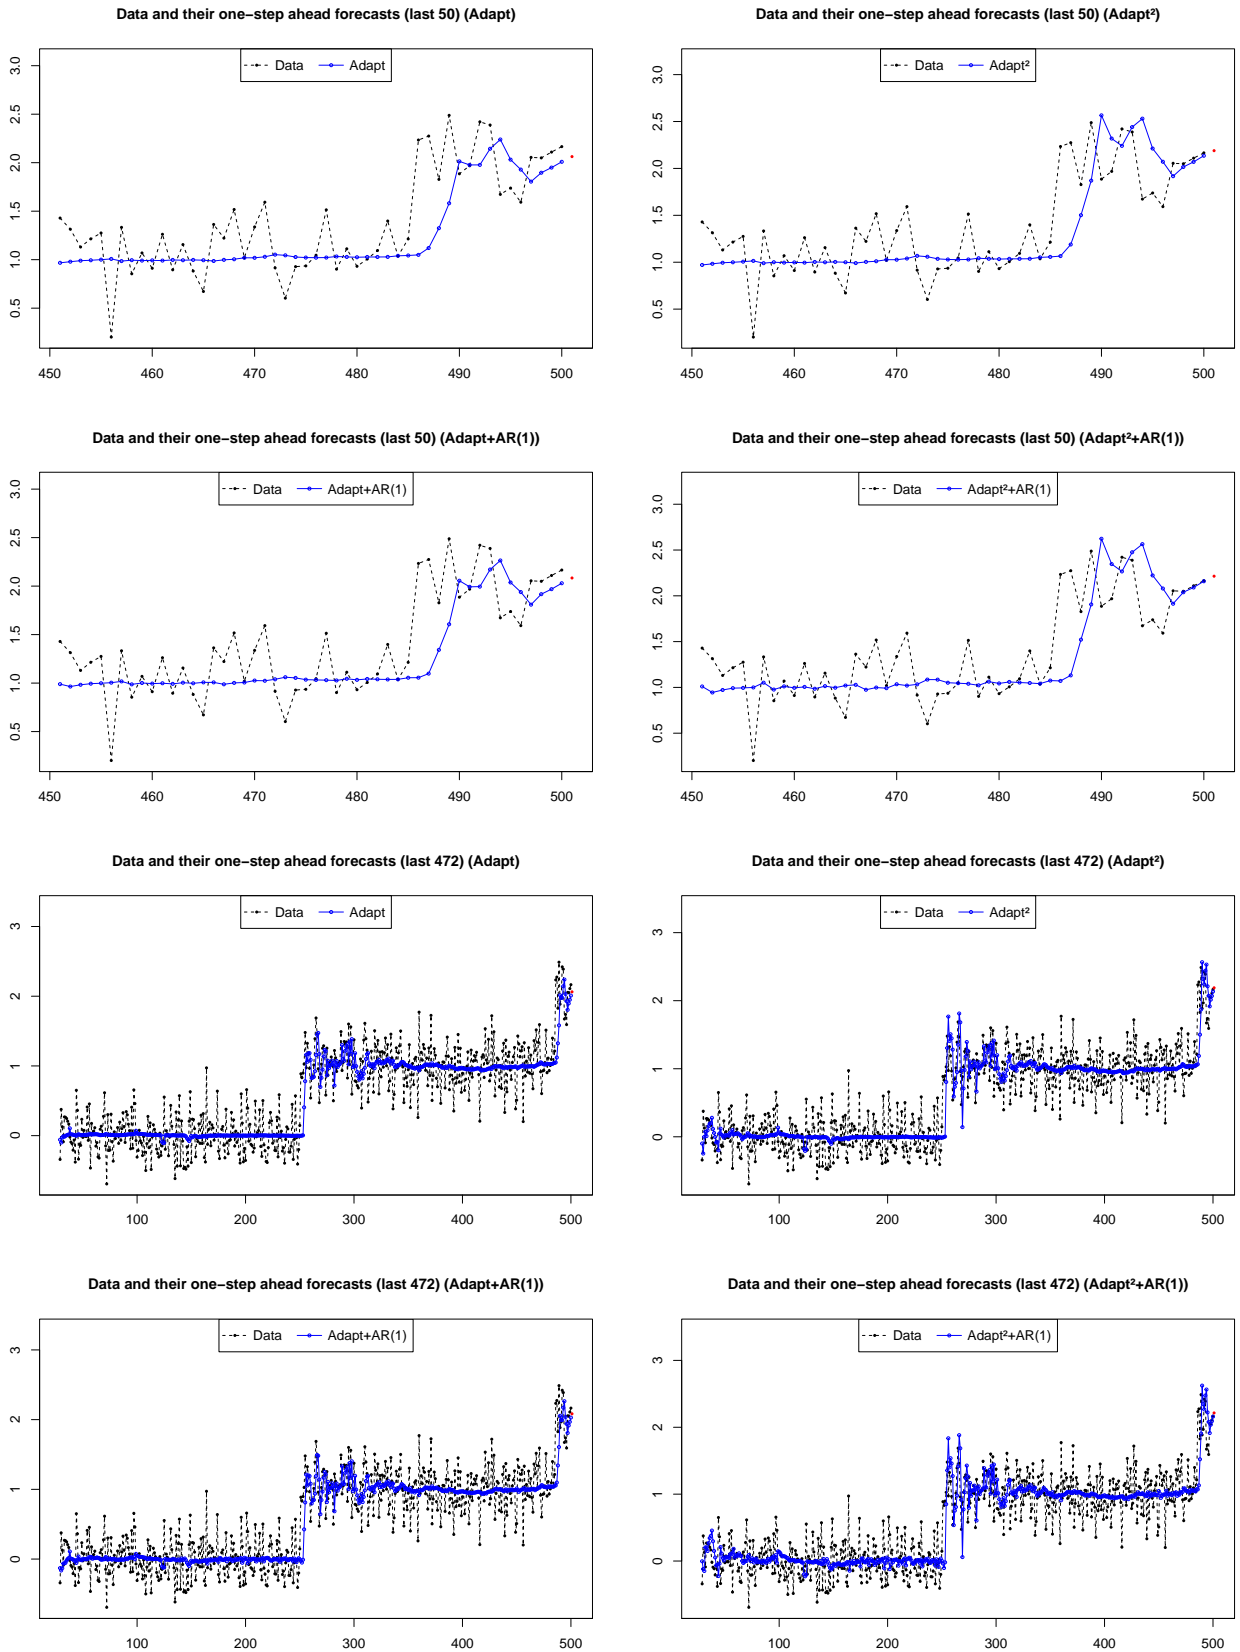 Data and their one−step ahead forecasts (last 50) (Adapt)
Data Adapt
3.0
2.5
2.0
1.5
1.0
0.5
450 460 470 480 490 500
Data and their one−step ahead forecasts (last 50) (Adapt²)
Data Adapt²
3.0
2.5
2.0
1.5
1.0
0.5
450 460 470 480 490 500
Data and their one−step ahead forecasts (last 50) (Adapt+AR(1))
Data Adapt+AR(1)
3.0
2.5
2.0
1.5
1.0
0.5
450 460 470 480 490 500
Data and their one−step ahead forecasts (last 50) (Adapt²+AR(1))
Data Adapt²+AR(1)
3.0
2.5
2.0
1.5
1.0
0.5
450 460 470 480 490 500
Data and their one−step ahead forecasts (last 472) (Adapt)
Data Adapt
3
2
1
0
100 200 300 400 500
Data and their one−step ahead forecasts (last 472) (Adapt²)
Data Adapt²
3
2
1
0
100 200 300 400 500
Data and their one−step ahead forecasts (last 472) (Adapt+AR(1))
Data Adapt+AR(1)
3
2
1
0
100 200 300 400 500
Data and their one−step ahead forecasts (last 472) (Adapt²+AR(1))
Data Adapt²+AR(1)
3
2
1
0
100 200 300 400 500